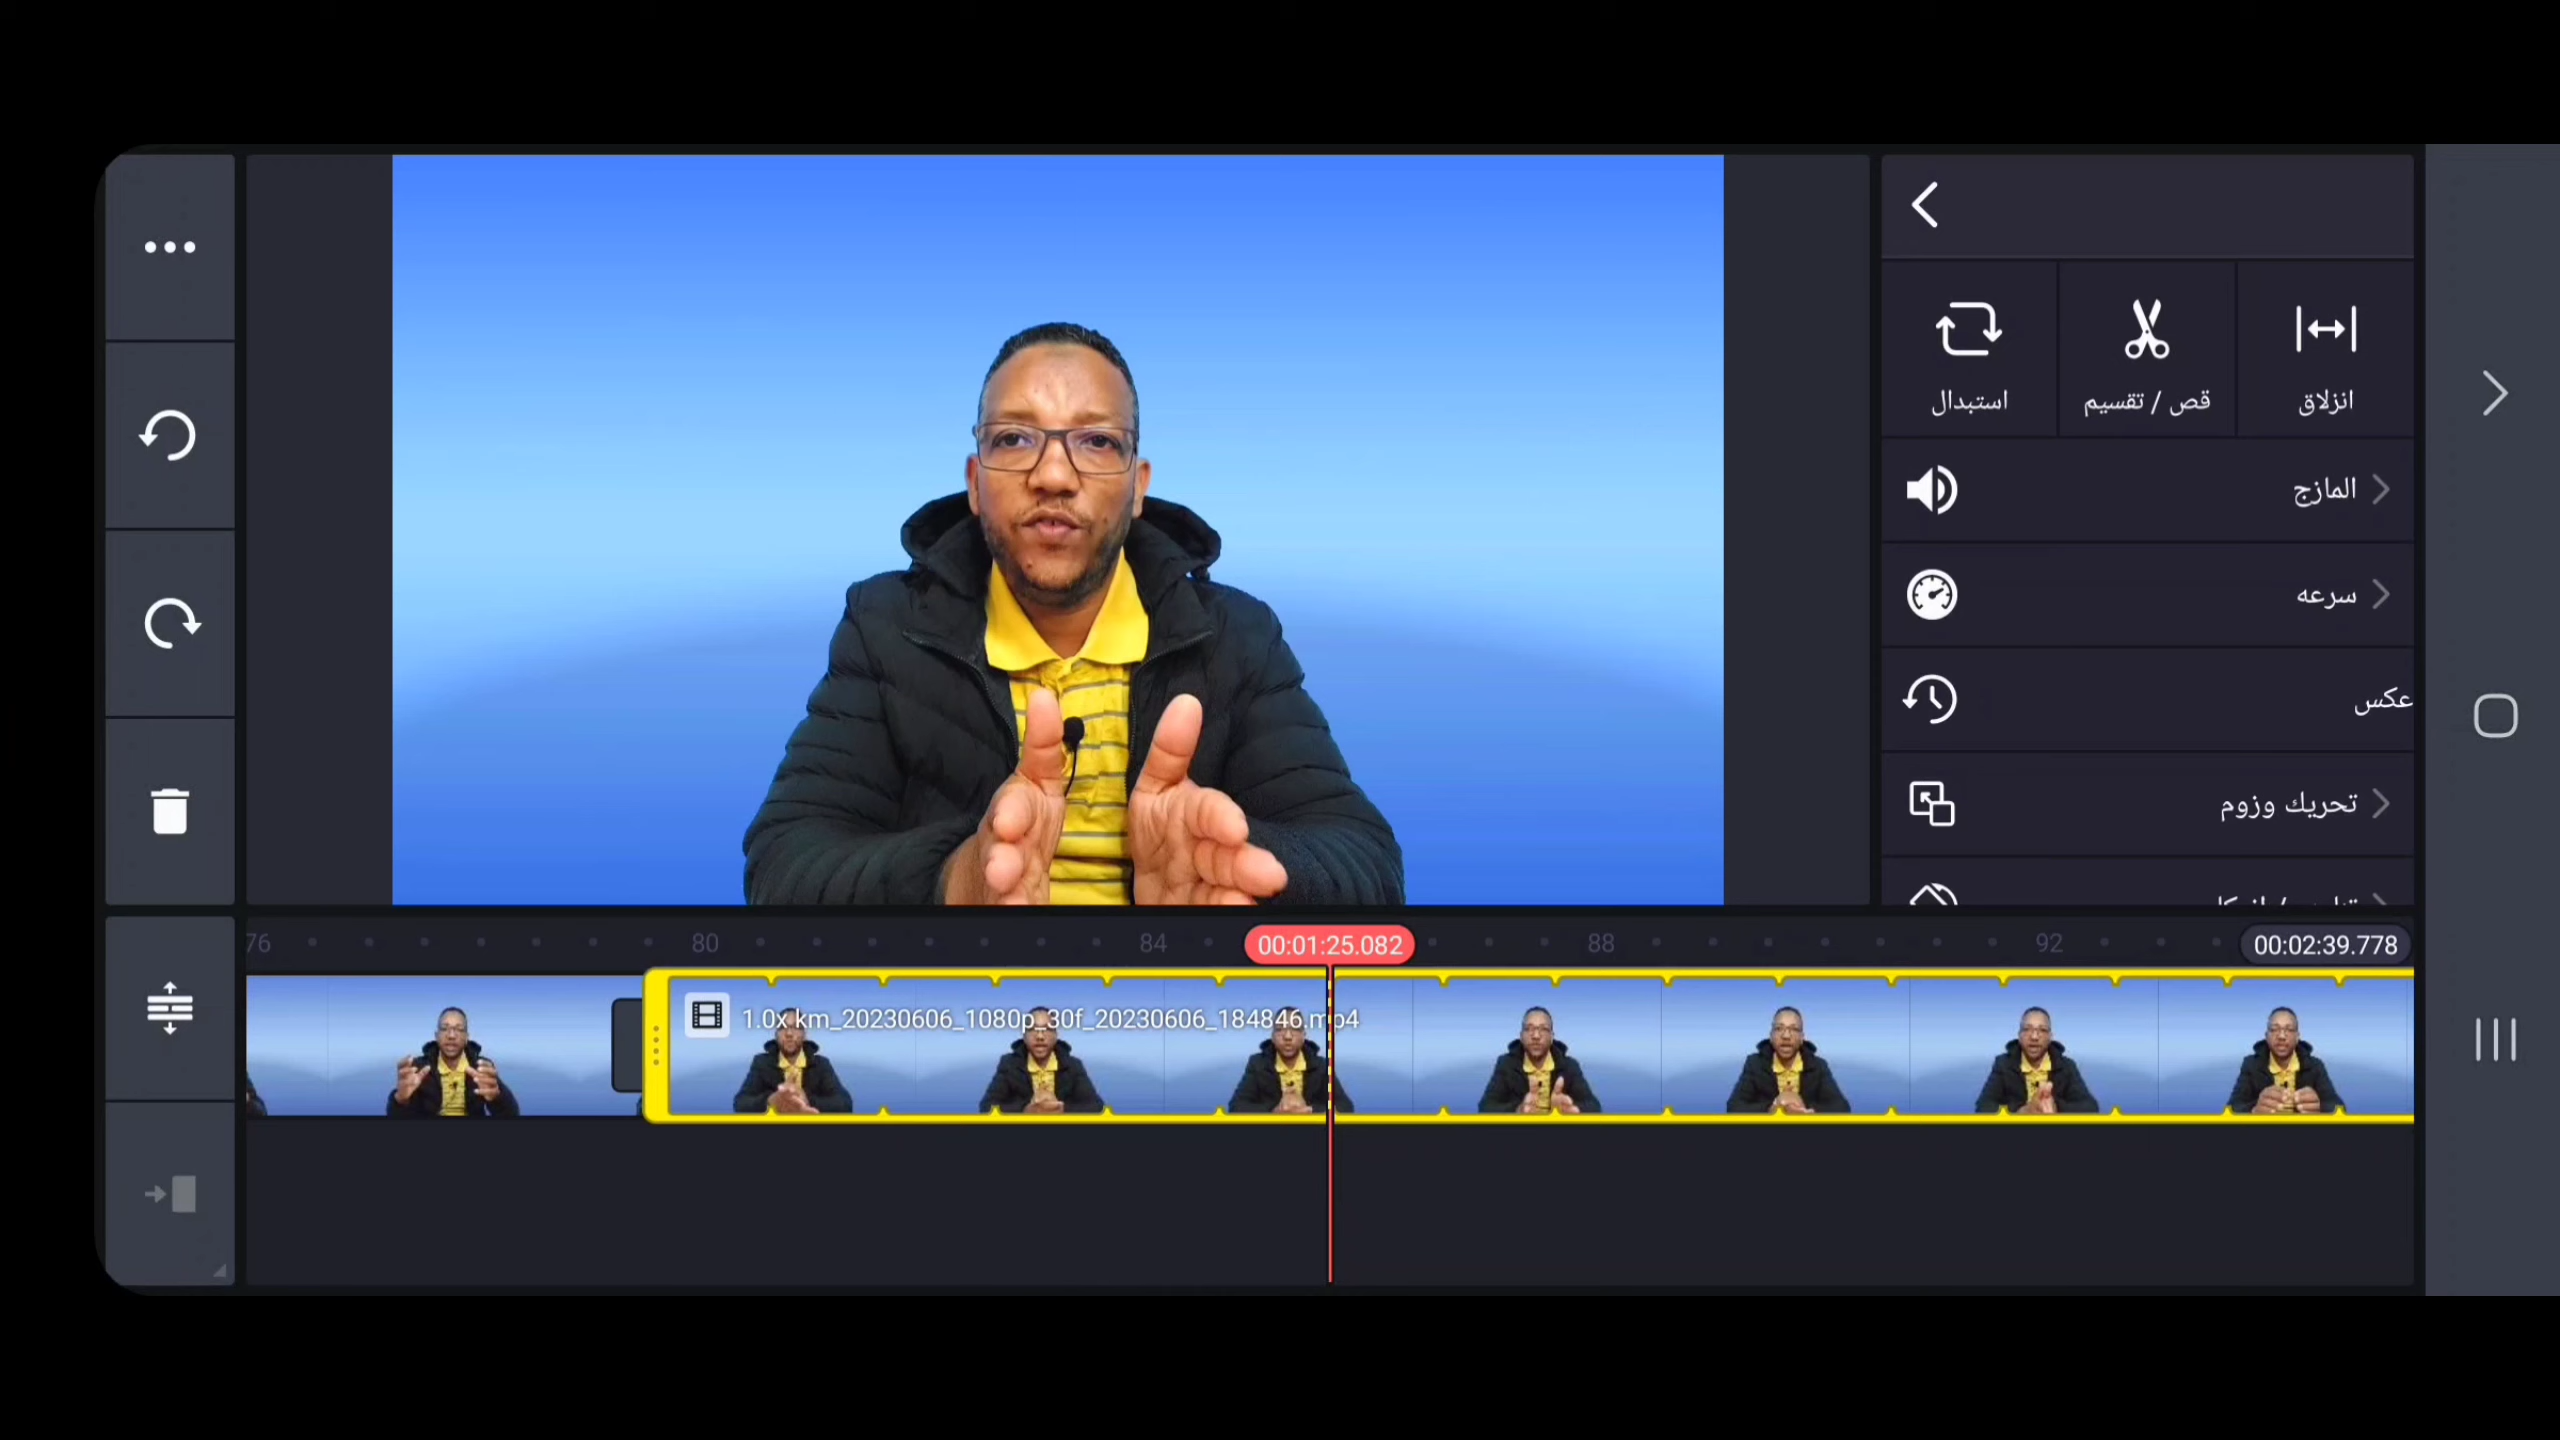 استبدال
قص / تقسيم
انزلاق
المازج
سرعه
عكس
تحريك وزوم
76
80
84
00:01:25.082
88
92
00:02:39.778
1.0x km_20230606_1080p_30f_20230606_184846.mp4